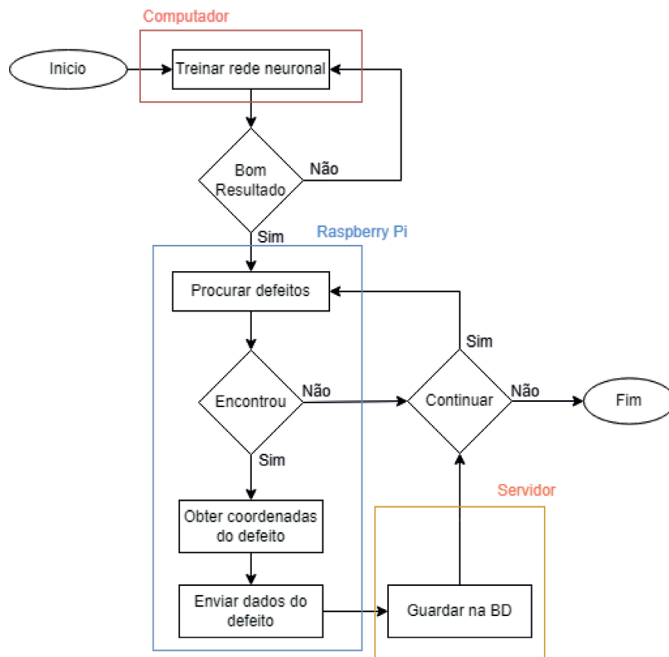 Computador
Inicio
Treinar rede neuronal
Bom
Resultado
Não
Sim
Raspberry Pi
Procurar defeitos
Sim
Encontrou
Não
Continuar
Não
Fim
Sim
Servidor
Obter coordenadas
do defeito
Enviar dados do
defeito
Guardar na BD